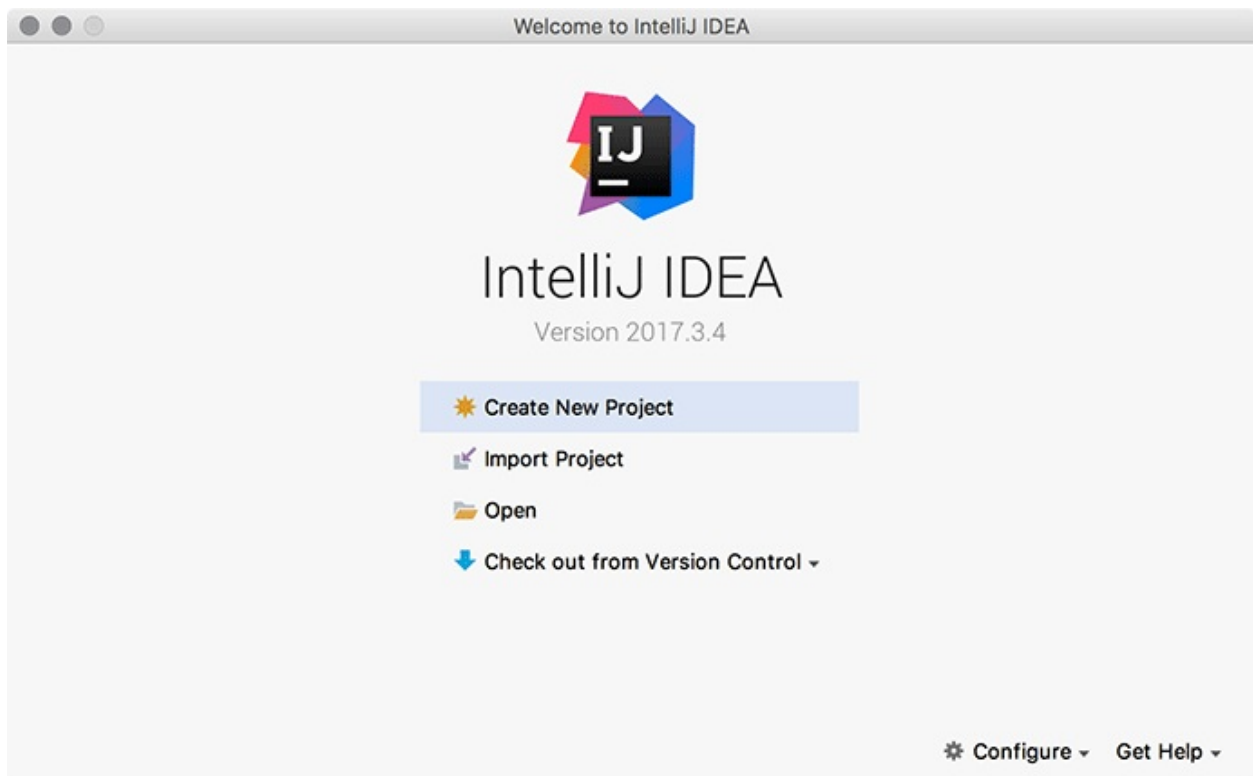 Welcome to IntelliJ IDEA
IJ
IntelliJ IDEA
Version 2017.3.4
Create New Project
Import Project
Open
Check out from Version Control
Configure Get Help